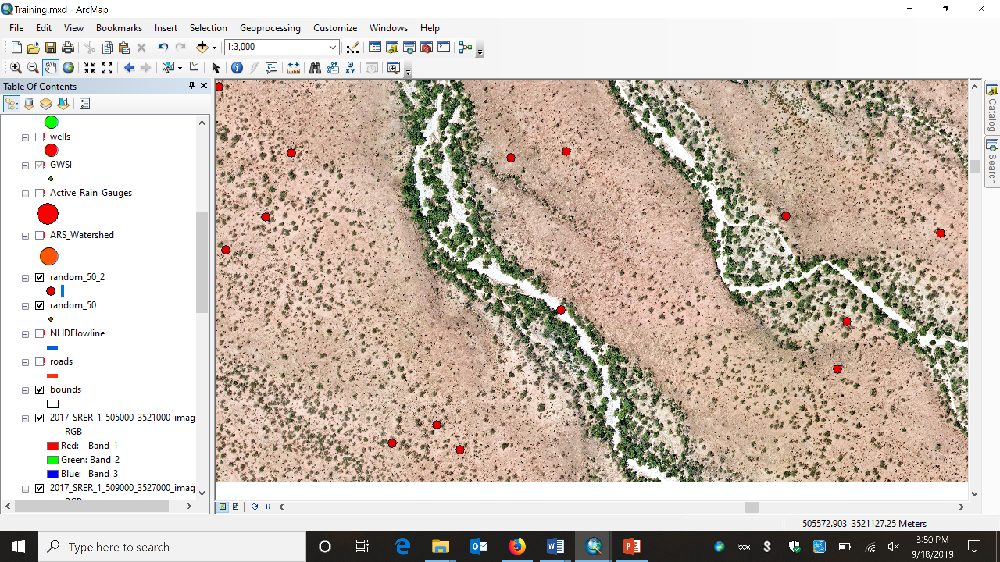 Training.mxd - ArcMap
File Edit View Bookmarks Insert Selection Geoprocessing Customize Windows Help
1:3,000
XY
Table Of Contents
wells
GWSI
Active_Rain_Gauges
ARS_Watershed
random_50_2
random_50
NHDFlowline
roads
bounds
2017_SRER_1_505000_3521000_imag
RGB
Red: Band_1
Green: Band_2
Blue: Band_3
2017_SRER_1_509000_3527000_imag
Catalog
Search
505572.903 3521127.25 Meters
Type here to search
box
3:50 PM
9/18/2019